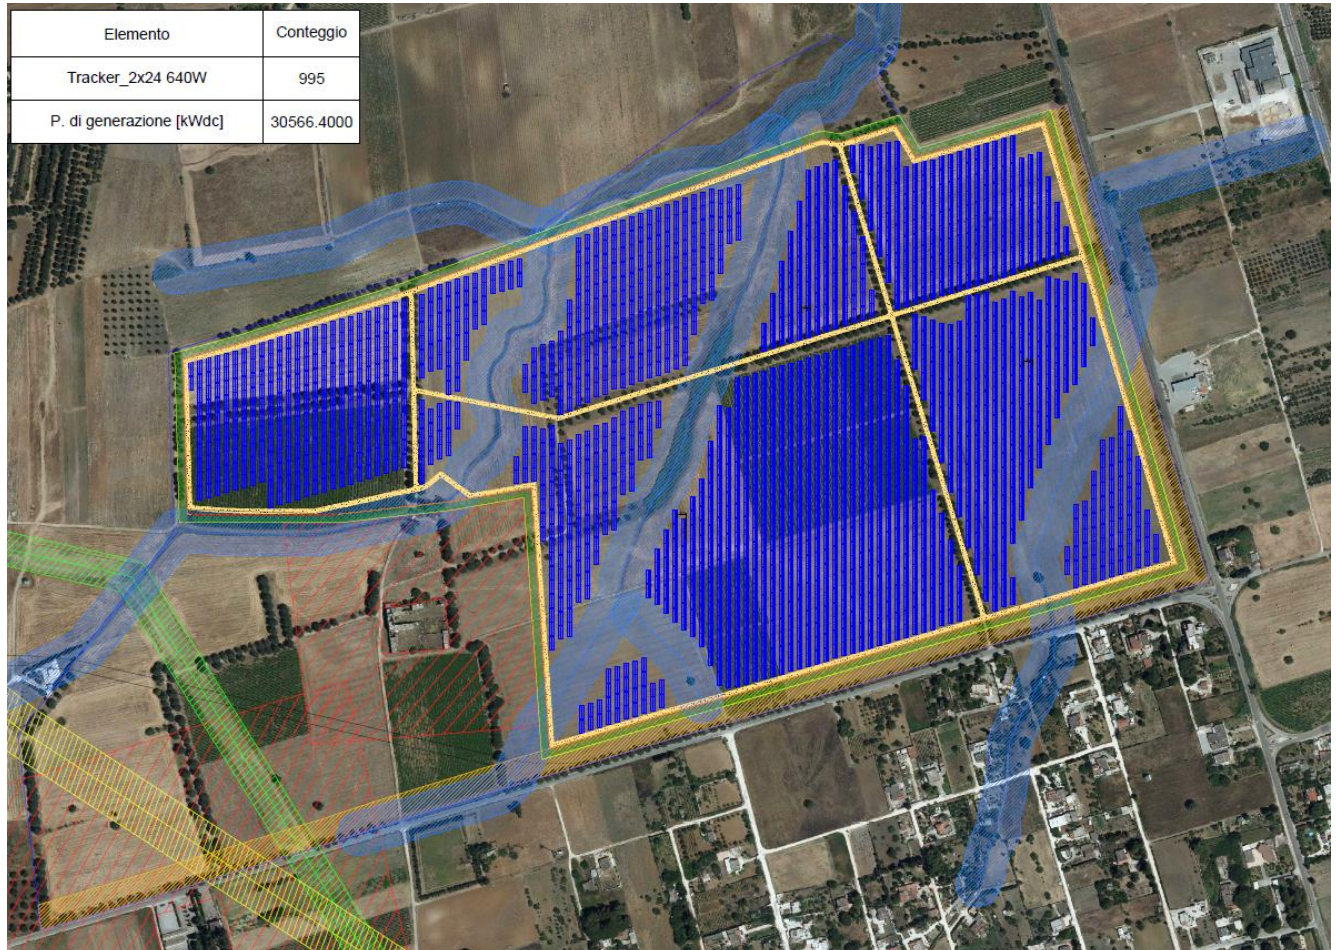 Elemento Conteggio
Tracker_2x24 640W 995
P. di generazione [kWdc] 30566.4000